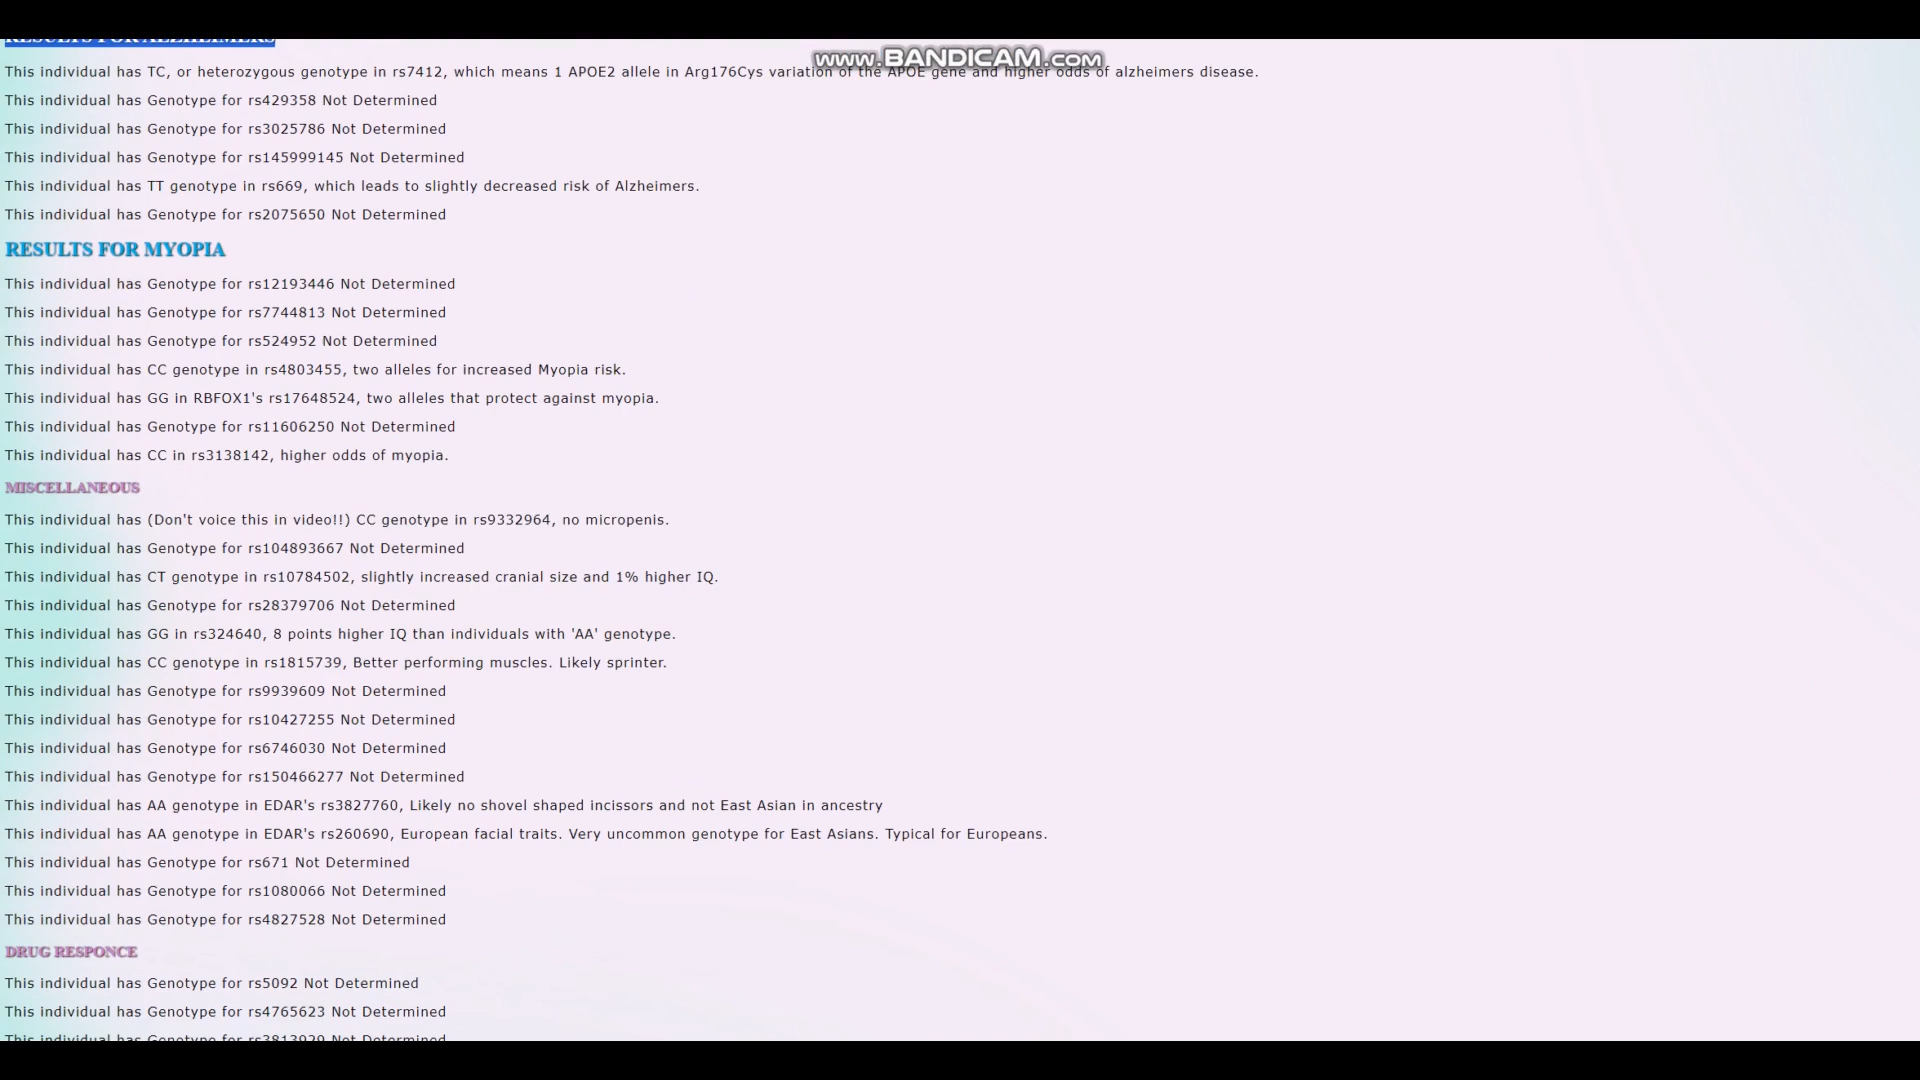 RESULTS FOR ALZHEIMERS
www.BANDICAM.com
This individual has TC, or heterozygous genotype in rs7412, which means 1 APOE2 allele in Arg176Cys variation of the APOE gene and higher odds of alzheimers disease.
This individual has Genotype for rs429358 Not Determined
This individual has Genotype for rs3025786 Not Determined
This individual has Genotype for rs145999145 Not Determined
This individual has TT genotype in rs669, which leads to slightly decreased risk of Alzheimers.
This individual has Genotype for rs2075650 Not Determined
RESULTS FOR MYOPIA
This individual has Genotype for rs12193446 Not Determined
This individual has Genotype for rs7744813 Not Determined
This individual has Genotype for rs524952 Not Determined
This individual has CC genotype in rs4803455, two alleles for increased Myopia risk.
This individual has GG in RBFOX1's rs17648524, two alleles that protect against myopia.
This individual has Genotype for rs11606250 Not Determined
This individual has CC in rs3138142, higher odds of myopia.
MISCELLANEOUS
This individual has (Don't voice this in video!!) CC genotype in rs9332964, no micropenis.
This individual has Genotype for rs104893667 Not Determined
This individual has CT genotype in rs10784502, slightly increased cranial size and 1% higher IQ.
This individual has Genotype for rs28379706 Not Determined
This individual has GG in rs324640, 8 points higher IQ than individuals with 'AA' genotype.
This individual has CC genotype in rs1815739, Better performing muscles. Likely sprinter.
This individual has Genotype for rs9939609 Not Determined
This individual has Genotype for rs10427255 Not Determined
This individual has Genotype for rs6746030 Not Determined
This individual has Genotype for rs150466277 Not Determined
This individual has AA genotype in EDAR's rs3827760, Likely no shovel shaped incissors and not East Asian in ancestry
This individual has AA genotype in EDAR's rs260690, European facial traits. Very uncommon genotype for East Asians. Typical for Europeans.
This individual has Genotype for rs671 Not Determined
This individual has Genotype for rs1080066 Not Determined
This individual has Genotype for rs4827528 Not Determined
DRUG RESPONCE
This individual has Genotype for rs5092 Not Determined
This individual has Genotype for rs4765623 Not Determined
This individual has Genotype for rs3813929 Not Determined